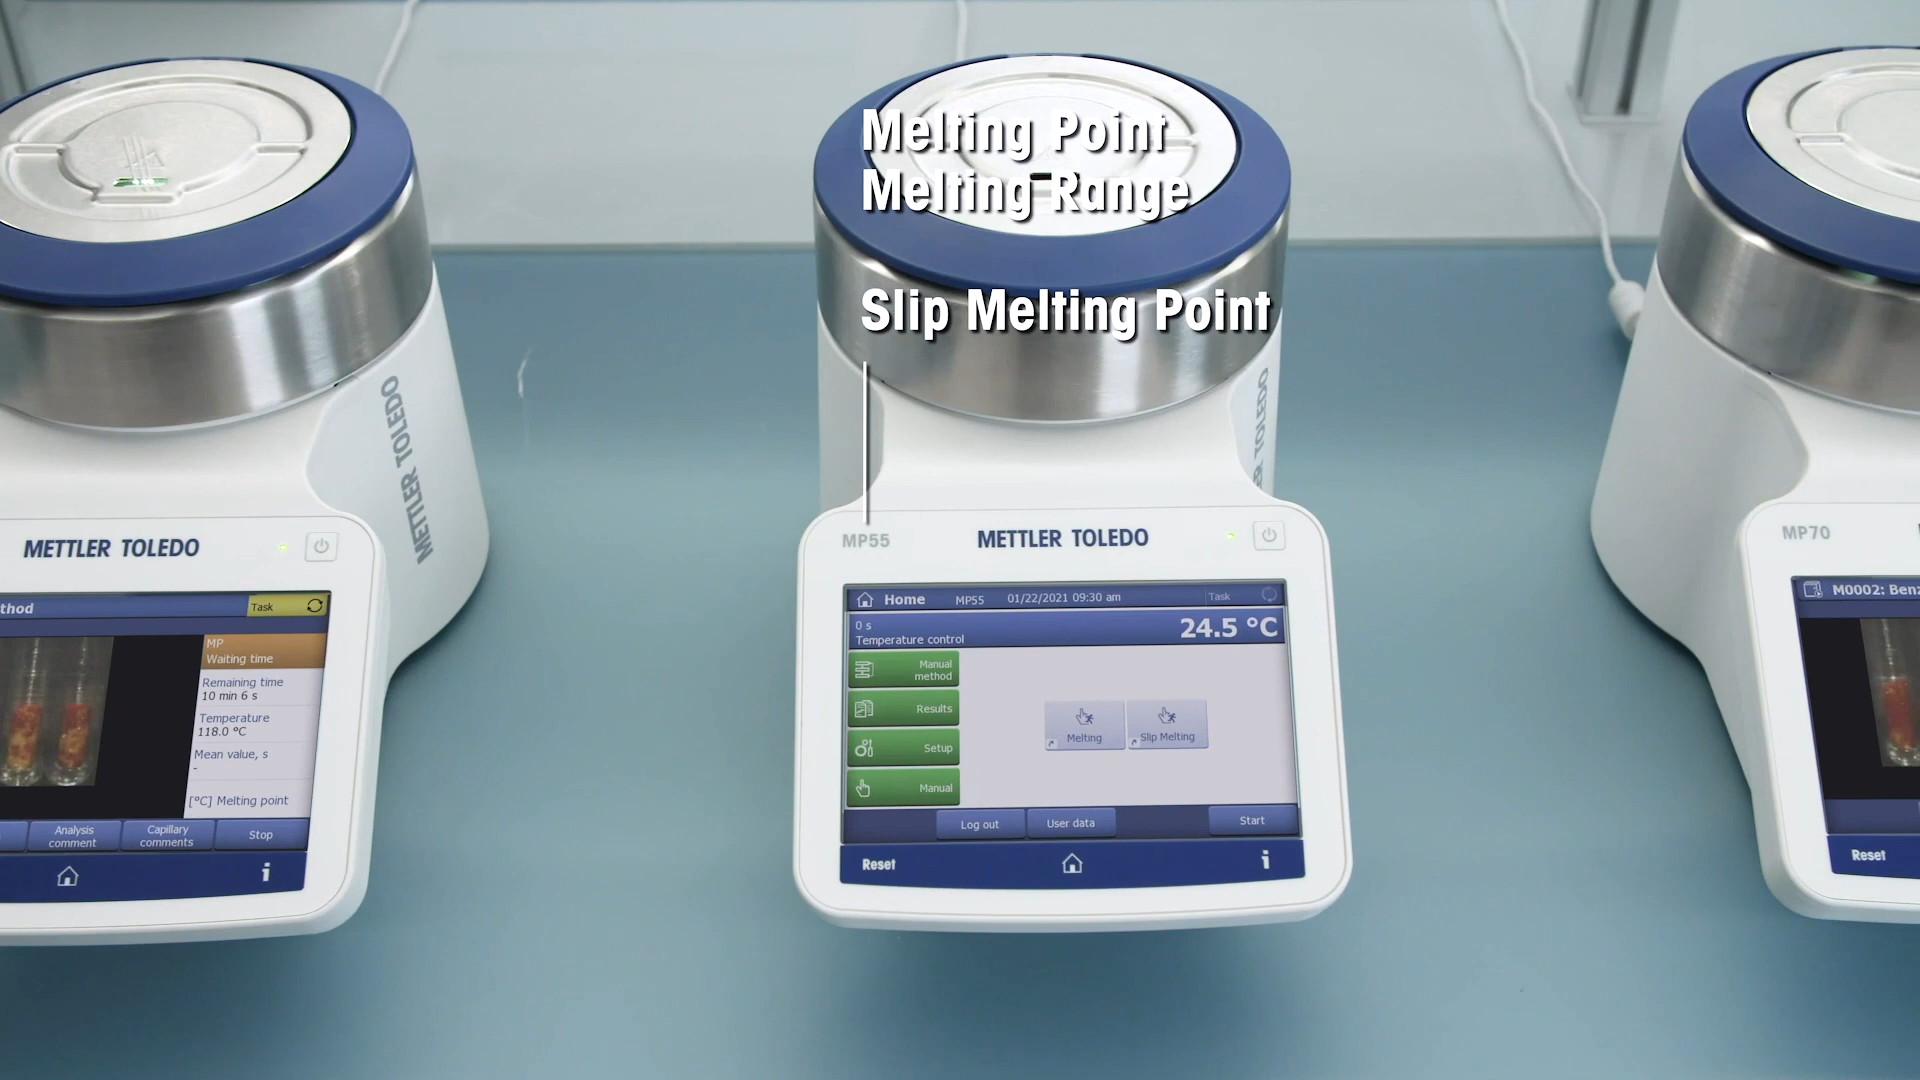 Melting Point
Melting Range
Slip Melting Point
METTLER TOLEDO
METTLER TOLEDO
thod
Task
MP
Waiting time
Remaining time
10 min 6 s
Temperature
118.0 °C
Mean value, s
-
[°C] Melting point
Analysis
comment
Capillary
comments
Stop
i
MP55
METTLER TOLEDO
Home
MP55
01/22/2021 09:30 am
Task
0 s
Temperature control
24.5 °C
Manual
method
Results
Setup
Manual
Melting
Slip Melting
Log out
User data
Start
Reset
i
ER TOLEDO
MP70
M0002: Benz
Reset